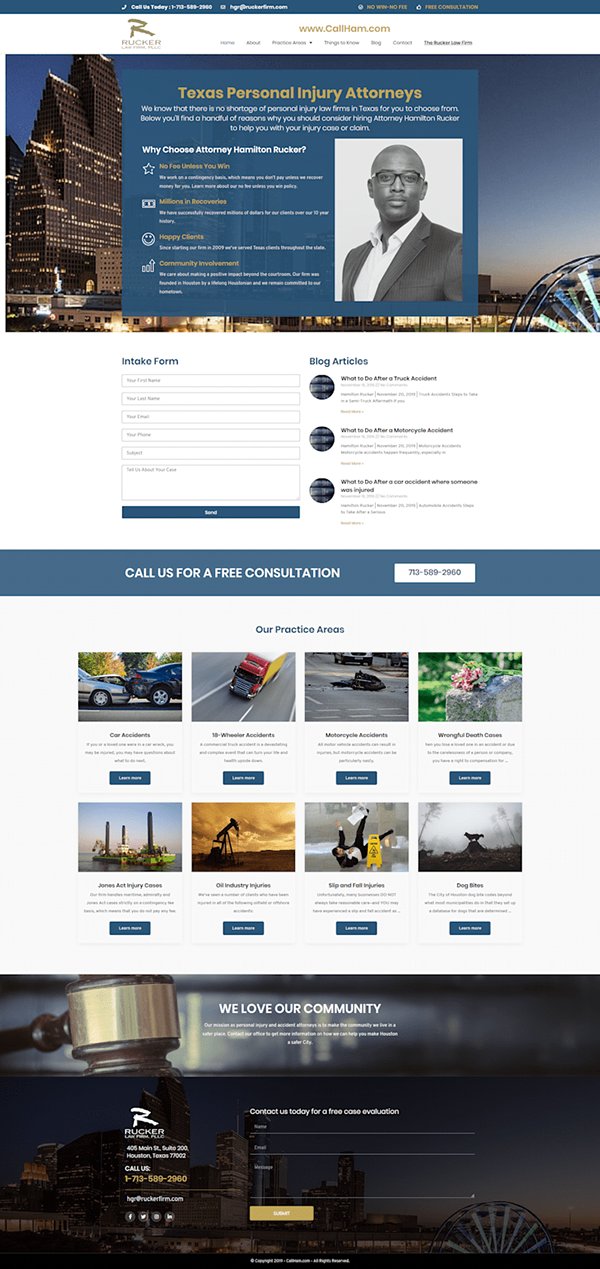 Call Us Today : 1-713-589-2960
hgr@ruckerfirm.com
NO WIN-NO FEE
FREE CONSULTATION
RUCKER
LAW FIRM, PLLC
www.CallHam.com
Home
About
Practice Areas
Things to Know
Blog
Contact
The Rucker Law Firm
Texas Personal Injury Attorneys
We know that there is no shortage of personal injury law firms in Texas for you to choose from.
Below you'll find a handful of reasons why you should consider hiring Attorney Hamilton Rucker
to help you with your injury case or claim.
Why Choose Attorney Hamilton Rucker?
No Fee Unless You Win
We work on a contingency basis, which means you don't pay unless we recover
money for you. Learn more about our no fee unless you win policy.
Millions in Recoveries
We have successfully recovered millions of dollars for our clients over our 10 year
history.
Happy Clients
Since starting our firm in 2009 we've served Texas clients throughout the state.
Community Involvement
We care about making a positive impact beyond the courtroom. Our firm was
founded in Houston by a lifelong Houstonian and we remain committed to our
hometown.
Intake Form
Your First Name
Your Last Name
Your Email
Your Phone
Subject
Tell Us About Your Case
Send
Blog Articles
What to Do After a Truck Accident
November 19, 2019 // No Comments
Hamilton Rucker | November 20, 2019 | Truck Accidents Steps to Take
in a Semi-Truck Aftermath If you
Read More »
What to Do After a Motorcycle Accident
November 19, 2019 // No Comments
Hamilton Rucker | November 20, 2019 | Motorcycle Accidents
Motorcycle accidents happen frequently, especially in
Read More »
What to Do After a car accident where someone
was injured
November 19, 2019 // No Comments
Hamilton Rucker | November 20, 2019 | Automobile Accidents Steps
to Take After a Serious
Read More »
CALL US FOR A FREE CONSULTATION
713-589-2960
Our Practice Areas
Car Accidents
If you or a loved one were in a car wreck, you
may be injured, you may have questions about
what to do next.
Learn more
18-Wheeler Accidents
A commercial truck accident is a devastating
and complex event that can turn your life and
health upside down.
Learn more
Motorcycle Accidents
All motor vehicle accidents can result in
injuries, but motorcycle accidents can be
particularly nasty.
Learn more
Wrongful Death Cases
hen you lose a loved one in an accident or due
to the carelessness of a person or company,
you have a right to compensation for ...
Learn more
Jones Act Injury Cases
Our firm handles maritime, admiralty and
Jones Act cases strictly on a contingency fee
basis, which means that you do not pay any fee
Learn more
Oil Industry Injuries
We've seen a number of clients who have been
injured in all of the following oilfield or offshore
accidents:
Learn more
Slip and Fall Injuries
Unfortunately, many businesses DO NOT
always take reasonable care–and YOU may
have experienced a slip and fall accident as ...
Learn more
Dog Bites
The City of Houston dog bite codes beyond
what most municipalities do in that they set up
a database for dogs that are determined ...
Learn more
WE LOVE OUR COMMUNITY
Our mission as personal injury and accident attorneys is to make the community we live in a
safer place. Contact our office to get more information on how we can help you make Houston
a safer City.
RUCKER
LAW FIRM, PLLC
405 Main St., Suite 200,
Houston, Texas 77002
CALL US:
1-713-589-2960
hgr@ruckerfirm.com
Contact us today for a free case evaluation
Name
Email
Message
SUBMIT
© Copyright 2019 - CallHam.com - All Rights Reserved.